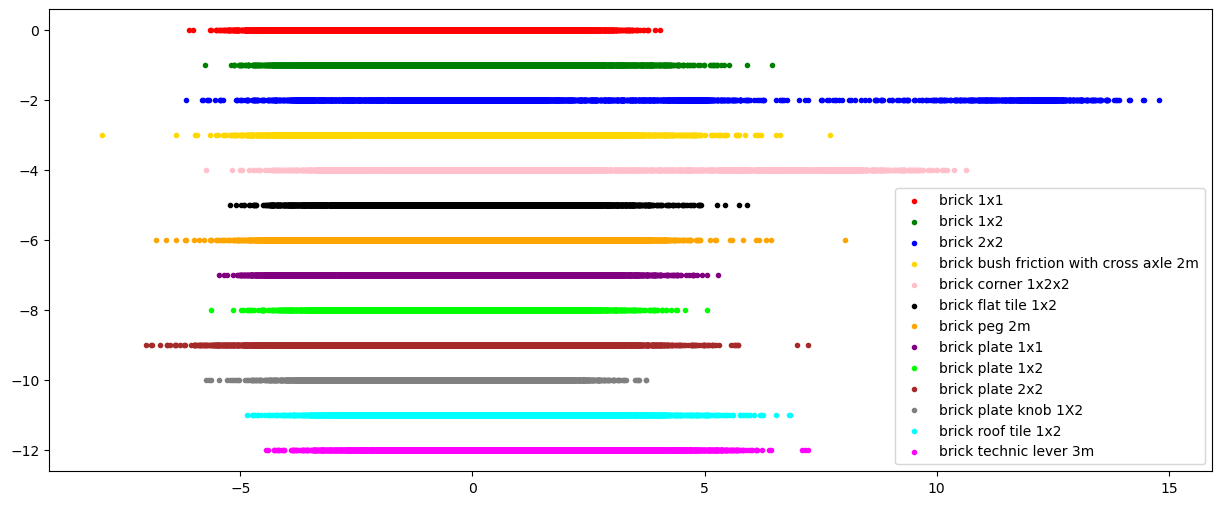 0
−2
−4
−6
−8
−10
−12
−5
0
5
10
15
brick 1x1
brick 1x2
brick 2x2
brick bush friction with cross axle 2m
brick corner 1x2x2
brick flat tile 1x2
brick peg 2m
brick plate 1x1
brick plate 1x2
brick plate 2x2
brick plate knob 1X2
brick roof tile 1x2
brick technic lever 3m